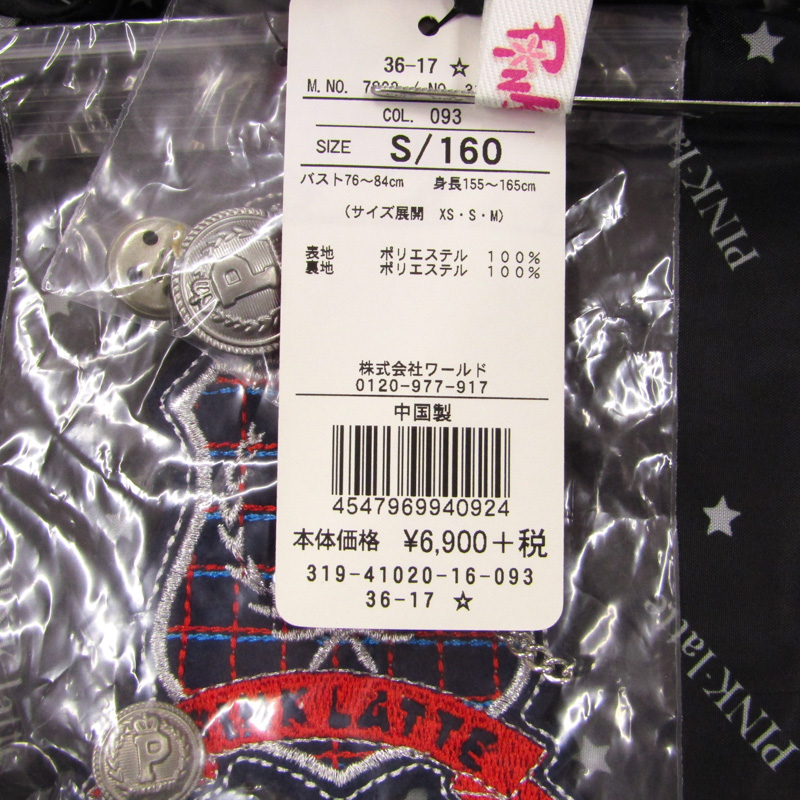 PINK
36-17 ☆
M.NO.
COL. 093
SIZE S/160
バスト76〜84cm 身長155〜165cm
(サイズ展開 XS・S・M)
表地 ポリエステル 100%
裏地 ポリエステル 100%
株式会社ワールド
0120-977-917
中国製
4547969940924
本体価格 ¥6,900+税
319-41020-16-093
36-17 ☆
P
PINK LATTE
P
PINK-latte
PINK-latte